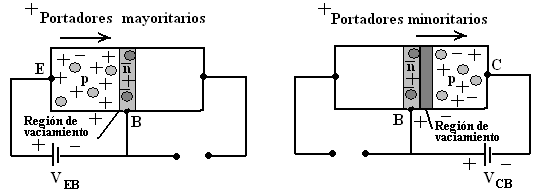 + Portadores mayoritarios
E
p
n
Región de
vaciamiento
B
+ -
V EB
+ Portadores minoritarios
n
p
C
B
+ -
Región de
vaciamiento
+ -
V CB